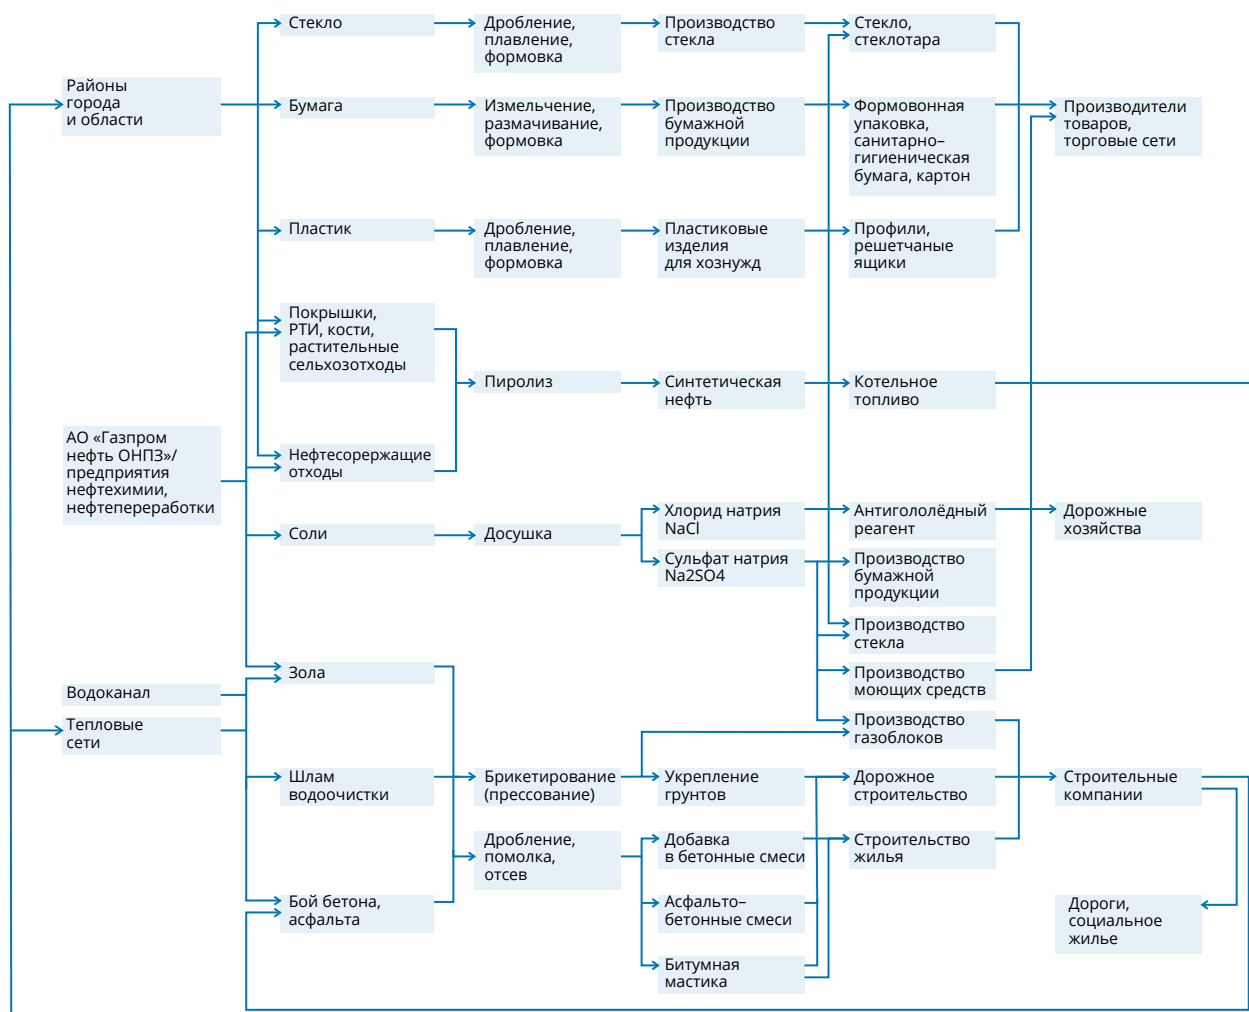 Стекло
Дробление,
плавление,
формовка
Производство
стекла
Стекло,
стеклотара
Районы
города
и области
Бумага
Измельчение,
размачивание,
формовка
Производство
бумажной
продукции
Формовонная
упаковка,
санитарно–
гигиеническая
бумага, картон
Производители
товаров,
торговые сети
Пластик
Дробление,
плавление,
формовка
Пластиковые
изделия
для хознужд
Профили,
решетчаные
ящики
Покрышки,
РТИ, кости,
растительные
сельхозотходы
Пиролиз
Синтетическая
нефть
Котельное
топливо
АО «Газпром
нефть ОНПЗ»/
предприятия
нефтехимии,
нефтепереработки
Нефтесорержащие
отходы
Соли
Досушка
Хлорид натрия
NaCl
Антигололёдный
реагент
Дорожные
хозяйства
Сульфат натрия
Na2SO4
Производство
бумажной
продукции
Производство
стекла
Зола
Производство
моющих средств
Водоканал
Тепловые
сети
Производство
газоблоков
Шлам
водоочистки
Брикетирование
(прессование)
Укрепление
грунтов
Дорожное
строительство
Строительные
компании
Дробление,
помолка,
отсев
Добавка
в бетонные смеси
Строительство
жилья
Бой бетона,
асфальта
Асфальто–
бетонные смеси
Дороги,
социальное
жилье
Битумная
мастика